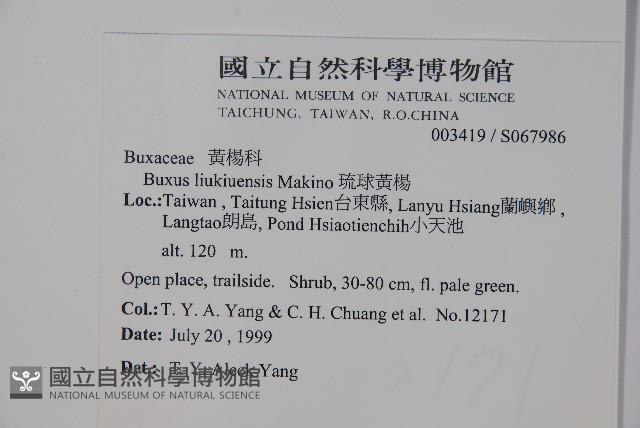 國立自然科學博物館
NATIONAL MUSEUM OF NATURAL SCIENCE
TAICHUNG, TAIWAN, R.O.CHINA
003419 / S067986
Buxaceae 黃楊科
Buxus liukiuensis Makino 琉球黃楊
Loc.:Taiwan , Taitung Hsien台東縣, Lanyu Hsiang蘭嶼鄉 ,
Langtao朗島, Pond Hsiaotienchih小天池
alt. 120 m.
Open place, trailside. Shrub, 30-80 cm, fl. pale green.
Col.: T. Y. A. Yang & C. H. Chuang et al. No.12171
Date: July 20 , 1999
Det.: T. Y. Aleck Yang
國立自然科學博物館
NATIONAL MUSEUM OF NATURAL SCIENCE